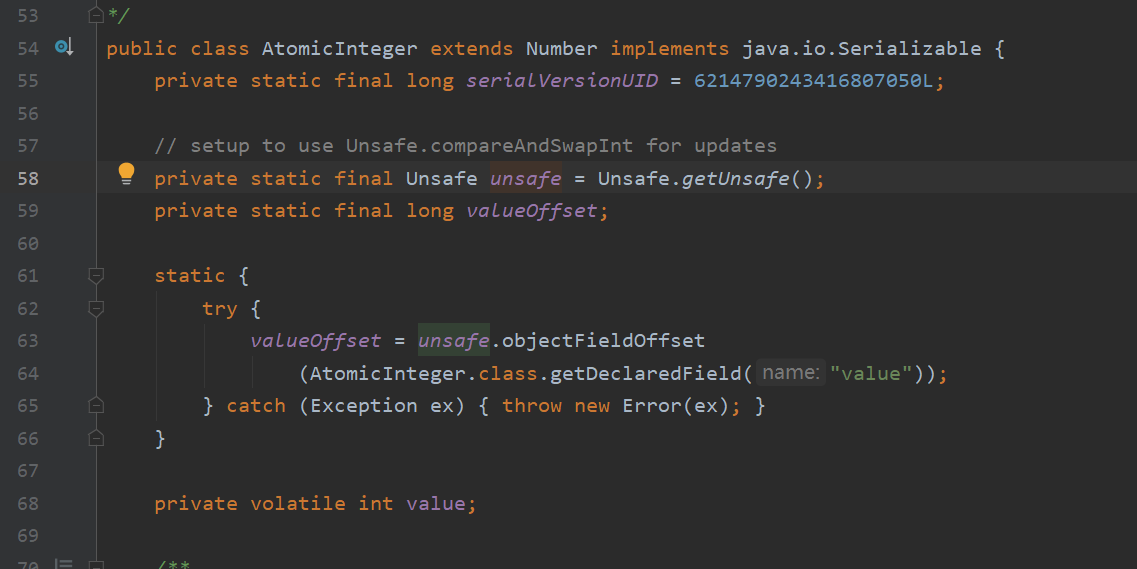 53 */
54 public class AtomicInteger extends Number implements java.io.Serializable {
55 private static final long serialVersionUID = 6214790243416807050L;
56
57 // setup to use Unsafe.compareAndSwapInt for updates
58 private static final Unsafe unsafe = Unsafe.getUnsafe();
59 private static final long valueOffset;
60
61 static {
62 try {
63 valueOffset = unsafe.objectFieldOffset
64 (AtomicInteger.class.getDeclaredField( name: "value"));
65 } catch (Exception ex) { throw new Error(ex); }
66 }
67
68 private volatile int value;
69
70 /**